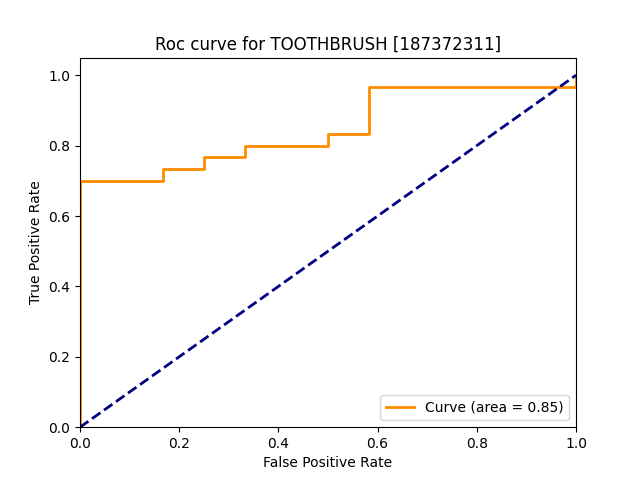 Roc curve for TOOTHBRUSH [187372311]
True Positive Rate
1.0
0.8
0.6
0.4
0.2
0.0
0.0 0.2 0.4 0.6 0.8 1.0
False Positive Rate
Curve (area = 0.85)